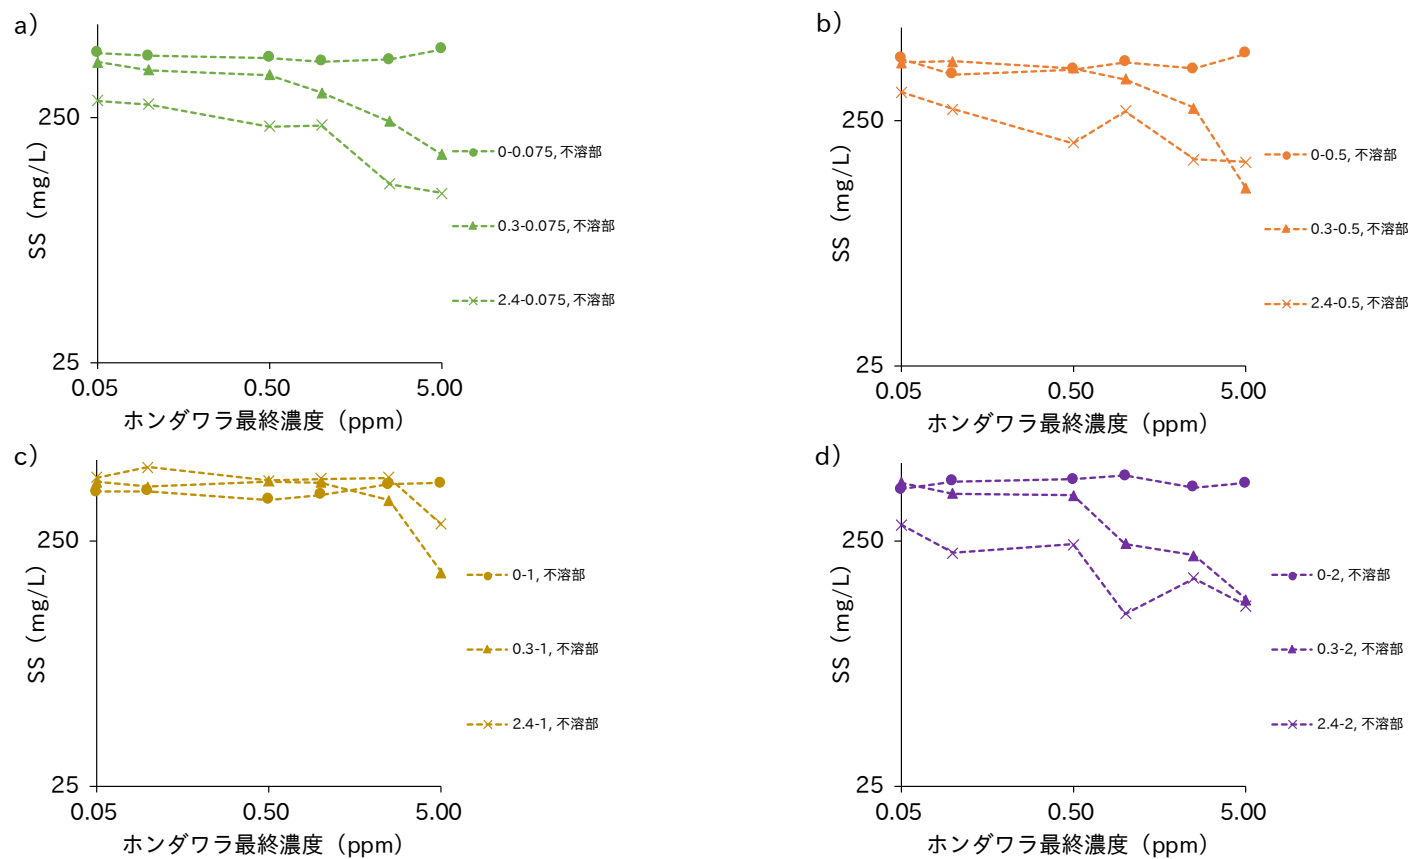 a）
250
25
SS（mg/L）
0.05
0.50
5.00
ホンダワラ最終濃度（ppm）
0-0.075, 不溶部
0.3-0.075, 不溶部
2.4-0.075, 不溶部
b）
250
25
SS（mg/L）
0.05
0.50
5.00
ホンダワラ最終濃度（ppm）
0-0.5, 不溶部
0.3-0.5, 不溶部
2.4-0.5, 不溶部
c）
250
25
SS（mg/L）
0.05
0.50
5.00
ホンダワラ最終濃度（ppm）
0-1, 不溶部
0.3-1, 不溶部
2.4-1, 不溶部
d）
250
25
SS（mg/L）
0.05
0.50
5.00
ホンダワラ最終濃度（ppm）
0-2, 不溶部
0.3-2, 不溶部
2.4-2, 不溶部